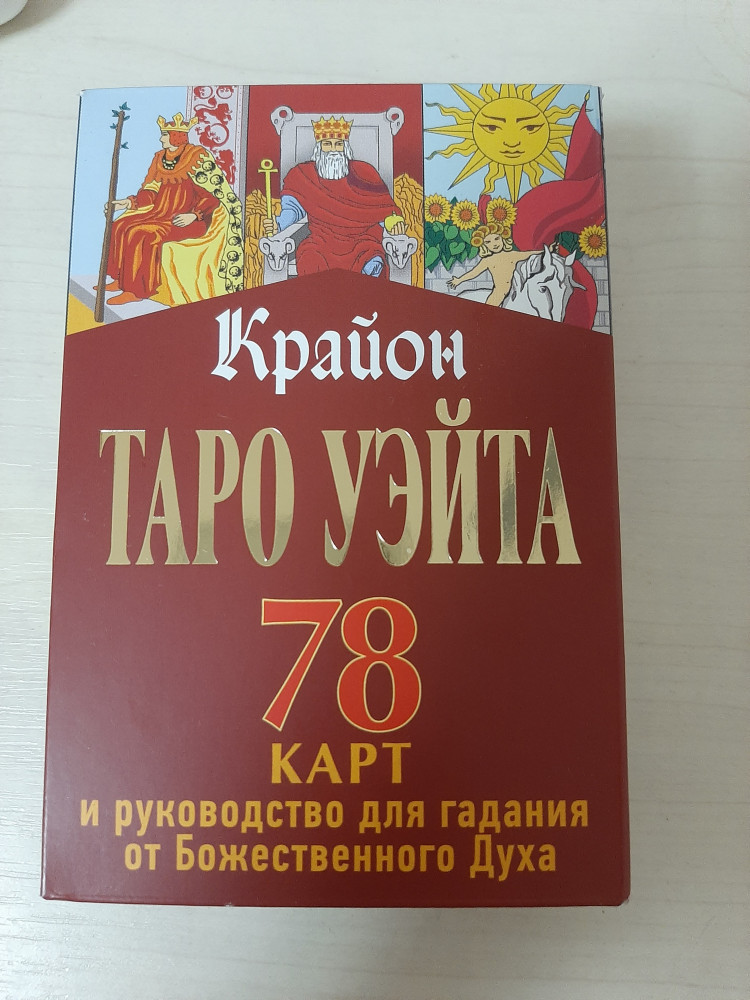 Крайон
ТАРО УЭЙТА
78
КАРТ
и руководство для гадания
от Божественного Духа